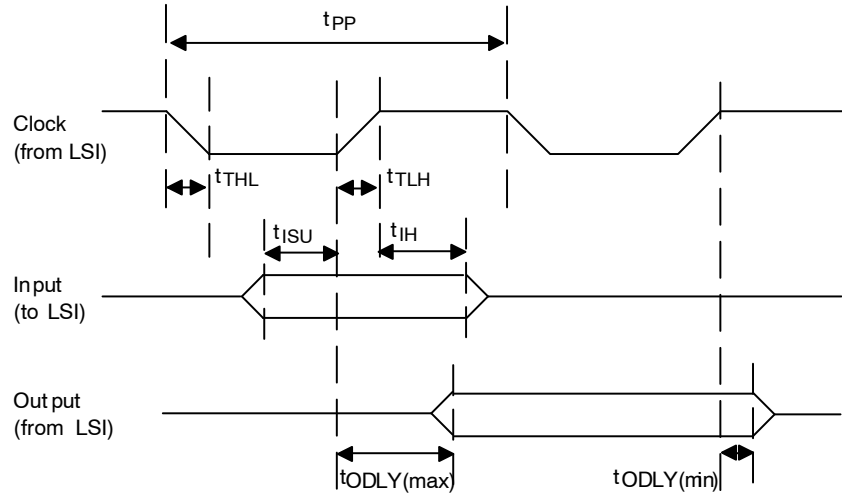 tPP
Clock
(from LSI)
tTHL
tTLH
tISU
tIH
Input
(to LSI)
Output
(from LSI)
tODLY(max)
tODLY(min)